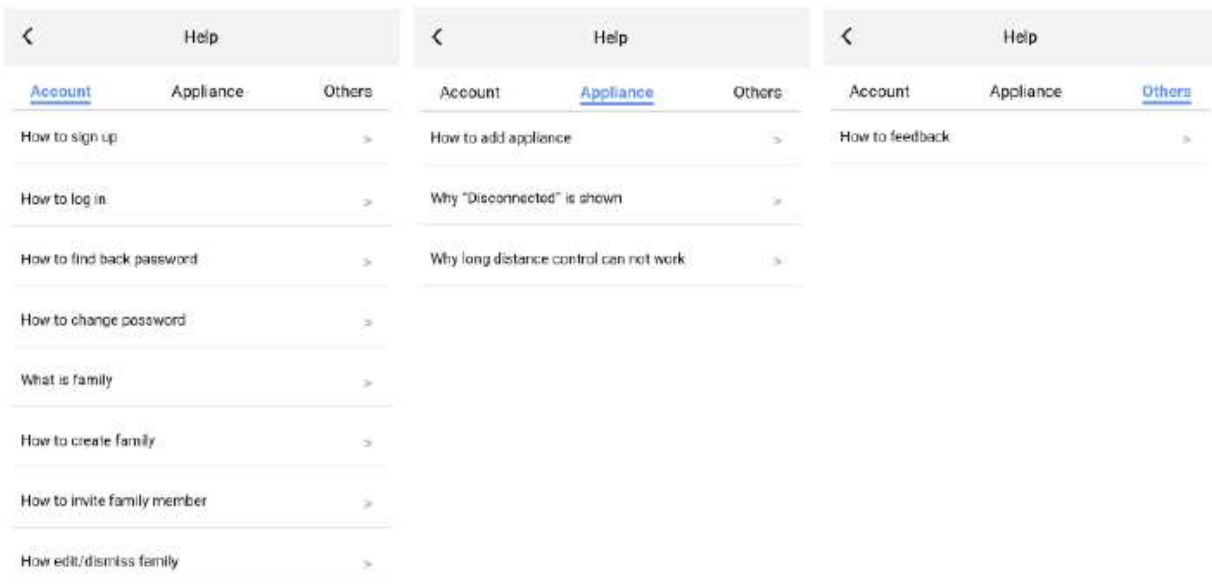 Help
Account Appliance Others
How to sign up >
How to log in >
How to find back password >
How to change password >
What is family >
How to create family >
How to invite family member >
How edit/dismiss family >
Help
Account Appliance Others
How to add appliance >
Why "Disconnected" is shown >
Why long distance control can not work >
Help
Account Appliance Others
How to feedback >